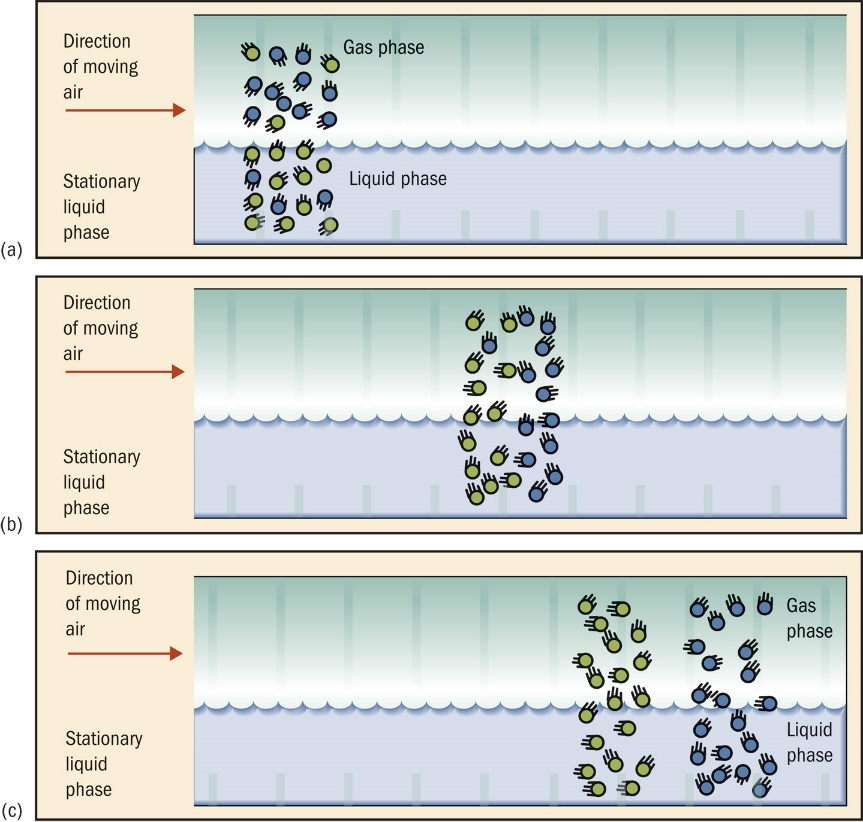 Direction
of moving
air
Gas phase
Stationary
liquid
phase
Liquid phase
(a)
Direction
of moving
air
Stationary
liquid
phase
(b)
Direction
of moving
air
Gas
phase
Stationary
liquid
phase
Liquid
phase
(c)